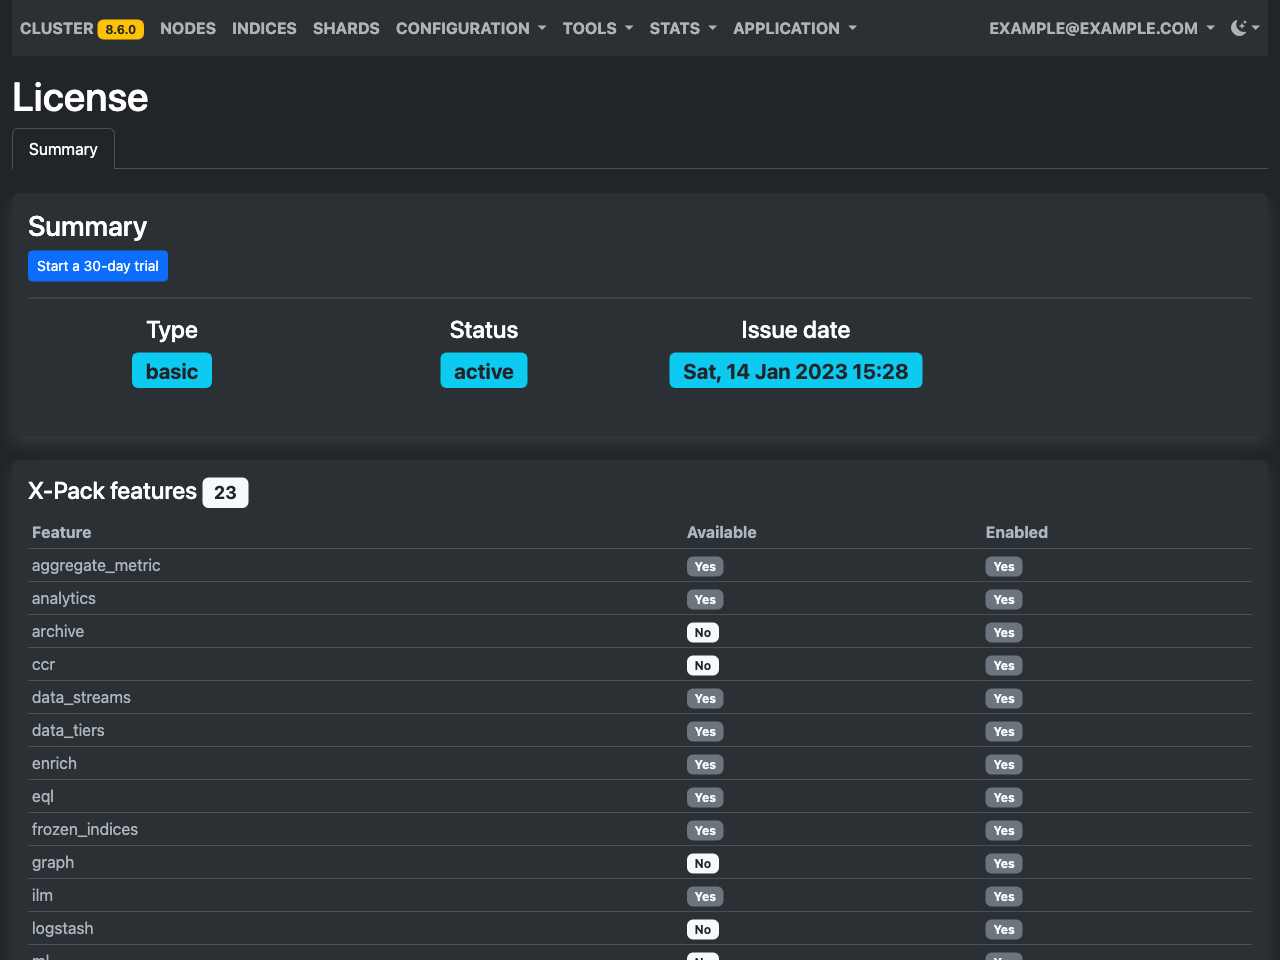 CLUSTER 8.6.0 NODES INDICES SHARDS CONFIGURATION TOOLS STATS APPLICATION EXAMPLE@EXAMPLE.COM
License
Summary
Summary
Start a 30-day trial
Type Status Issue date
basic active Sat, 14 Jan 2023 15:28
X-Pack features 23
Feature Available Enabled
aggregate_metric Yes Yes
analytics Yes Yes
archive No Yes
ccr No Yes
data_streams Yes Yes
data_tiers Yes Yes
enrich Yes Yes
eql Yes Yes
frozen_indices Yes Yes
graph No Yes
ilm Yes Yes
logstash No Yes